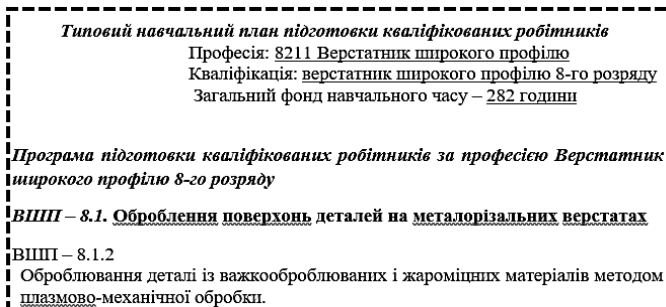 Типовий навчальний план підготовки кваліфікованих робітників
Професія: 8211 Верстатник широкого профілю
Кваліфікація: верстатник широкого профілю 8-го розряду
Загальний фонд навчального часу – 282 години
Програма підготовки кваліфікованих робітників за професією Верстатник
широкого профілю 8-го розряду
ВШП – 8.1. Оброблення поверхонь деталей на металорізальних верстатах
ВШП – 8.1.2
Оброблювання деталі із важкооброблюваних і жароміцних матеріалів методом
плазмово-механічної обробки.